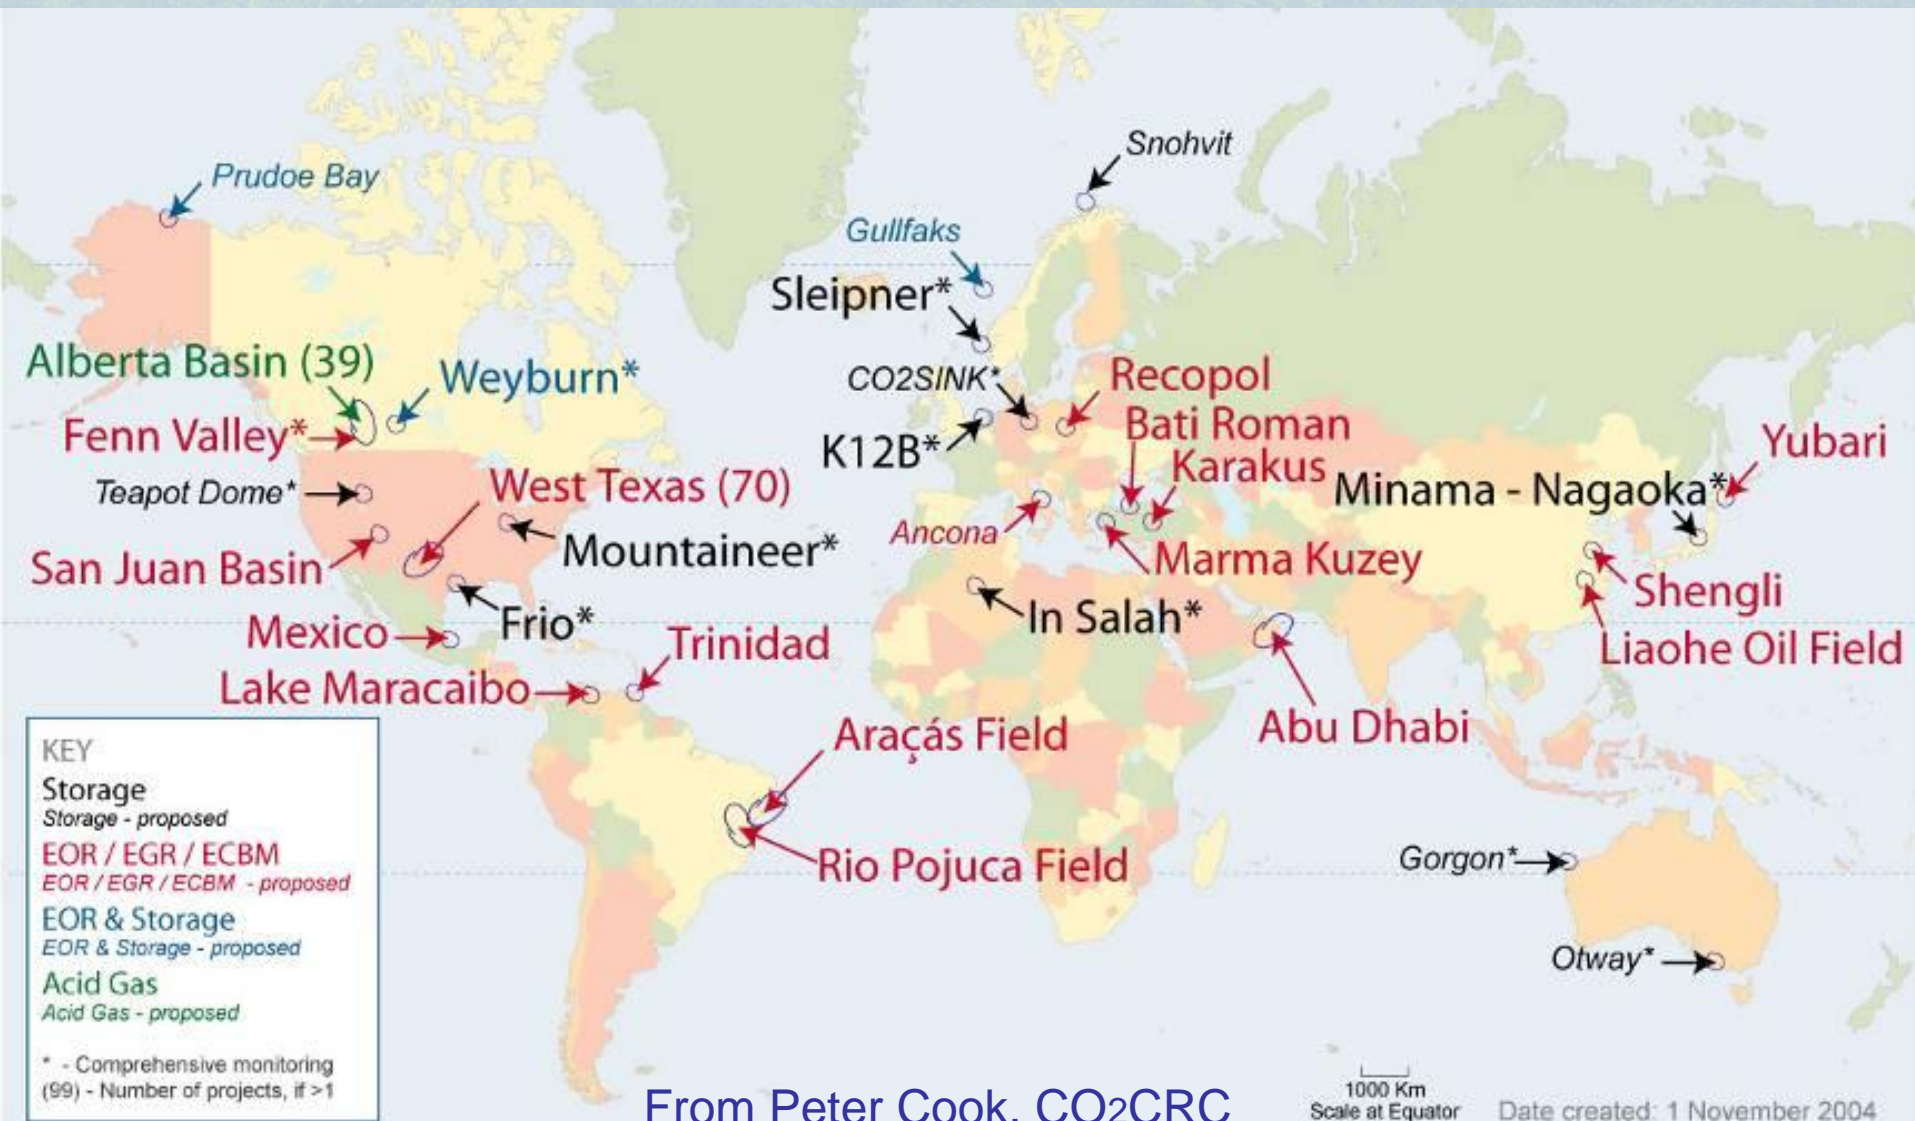 Snohvit
Prudoe Bay
Gullfaks
Sleipner*
Alberta Basin (39)
Weyburn*
CO2SINK*
Recopol
Fenn Valley*
Bati Roman
K12B*
Karakus
Yubari
Teapot Dome*
West Texas (70)
Minama - Nagaoka*
Ancona
Mountaineer*
San Juan Basin
Marma Kuzey
Shengli
Frio*
In Salah*
Mexico
Trinidad
Liaohe Oil Field
Lake Maracaibo
Abu Dhabi
Araçás Field
Rio Pojuca Field
Gorgon*
Otway*
KEY
Storage
Storage - proposed
EOR / EGR / ECBM
EOR / EGR / ECBM - proposed
EOR & Storage
EOR & Storage - proposed
Acid Gas
Acid Gas - proposed
* - Comprehensive monitoring
(99) - Number of projects, if >1
From Peter Cook, CO2CRC
1000 Km
Scale at Equator
Date created: 1 November 2004